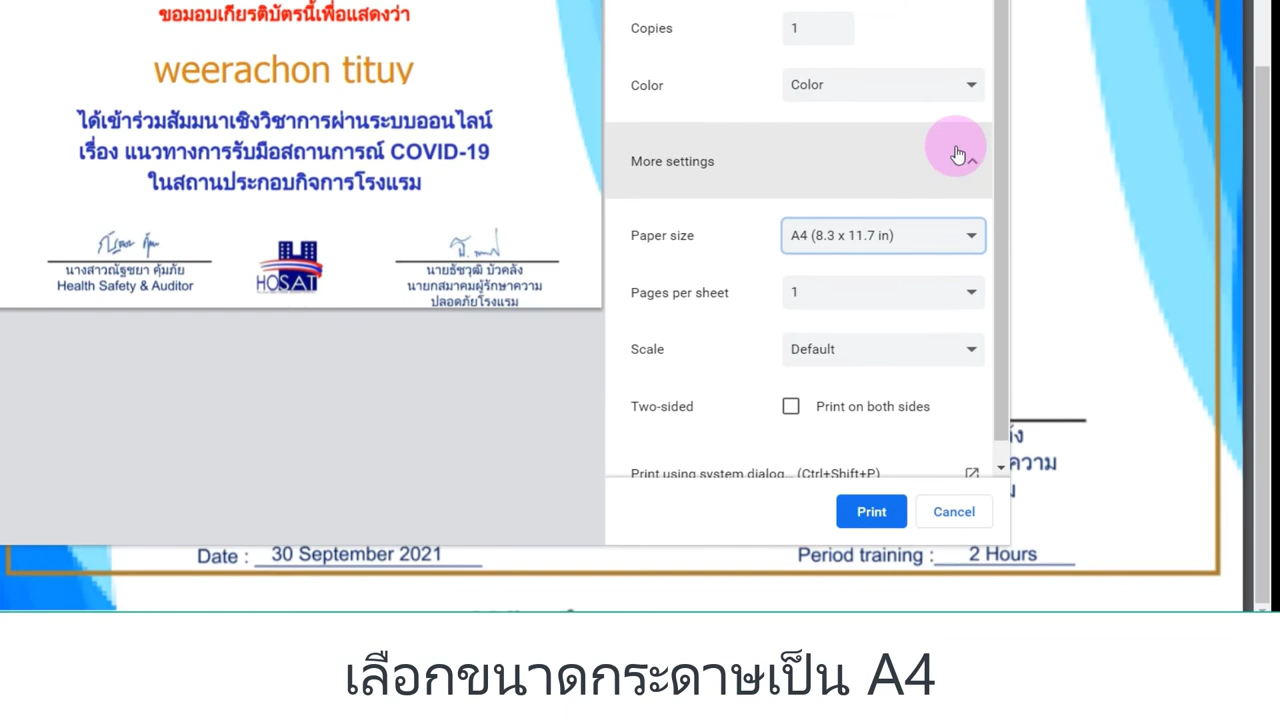 ขอมอบเกียรติบัตรนี้เพื่อแสดงว่า
weerachon tituy
ได้เข้าร่วมสัมมนาเชิงวิชาการผ่านระบบออนไลน์
เรื่อง แนวทางการรับมือสถานการณ์ COVID-19
ในสถานประกอบกิจการโรงแรม
นางสาวณัฐชยา คุ้มภัย
Health Safety & Auditor
HOSAT
นายธัชวุฒิ บัวคลัง
นายกสมาคมผู้รักษาความ
ปลอดภัยโรงแรม
Copies 1
Color Color
More settings
Paper size A4 (8.3 x 11.7 in)
Pages per sheet 1
Scale Default
Two-sided Print on both sides
Print using system dialog... (Ctrl+Shift+P)
Print Cancel
ความ
Date : 30 September 2021
Period training : 2 Hours
เลือกขนาดกระดาษเป็น A4